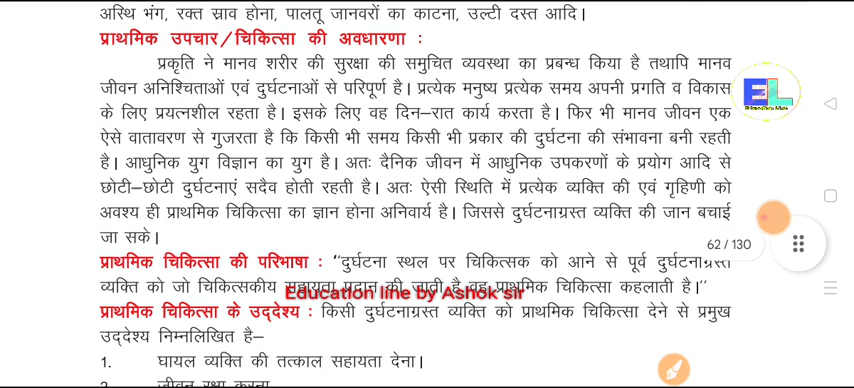 अस्थि भंग, रक्त स्राव होना, पालतू जानवरों का काटना, उल्टी दस्त आदि।
प्राथमिक उपचार/चिकित्सा की अवधारणा :
प्रकृति ने मानव शरीर की सुरक्षा की समुचित व्यवस्था का प्रबन्ध किया है तथापि मानव
जीवन अनिश्चिताओं एवं दुर्घटनाओं से परिपूर्ण है। प्रत्येक मनुष्य प्रत्येक समय अपनी प्रगति व विकास
के लिए प्रयत्नशील रहता है। इसके लिए वह दिन–रात कार्य करता है। फिर भी मानव जीवन एक
ऐसे वातावरण से गुजरता है कि किसी भी समय किसी भी प्रकार की दुर्घटना की संभावना बनी रहती
है। आधुनिक युग विज्ञान का युग है। अतः दैनिक जीवन में आधुनिक उपकरणों के प्रयोग आदि से
छोटी–छोटी दुर्घटनाएं सदैव होती रहती है। अतः ऐसी स्थिति में प्रत्येक व्यक्ति की एवं गृहिणी को
अवश्य ही प्राथमिक चिकित्सा का ज्ञान होना अनिवार्य है। जिससे दुर्घटनाग्रस्त व्यक्ति की जान बचाई
जा सके।
62 / 130
प्राथमिक चिकित्सा की परिभाषा : "दुर्घटना स्थल पर चिकित्सक को आने से पूर्व दुर्घटनाग्रस्त
व्यक्ति को जो चिकित्सकीय सहायता प्रदान की जाती है वह प्राथमिक चिकित्सा कहलाती है।"
Education line by Ashok sir
प्राथमिक चिकित्सा के उद्देश्य : किसी दुर्घटनाग्रस्त व्यक्ति को प्राथमिक चिकित्सा देने से प्रमुख
उद्देश्य निम्नलिखित है–
1. घायल व्यक्ति की तत्काल सहायता देना।
2. जीवन रक्षा करना
EL